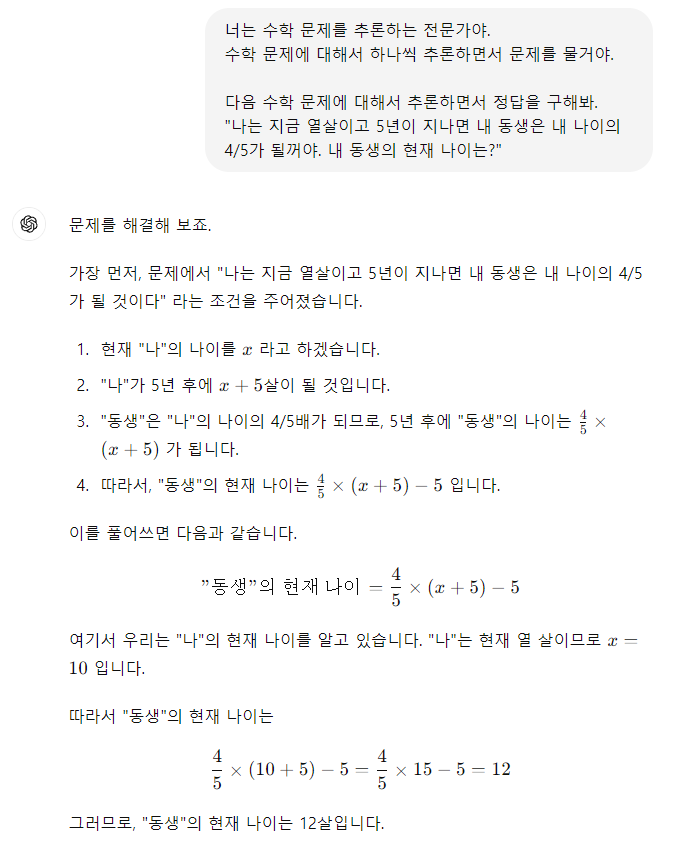 너는 수학 문제를 추론하는 전문가야.
수학 문제에 대해서 하나씩 추론하면서 문제를 물거야.
다음 수학 문제에 대해서 추론하면서 정답을 구해봐.
"나는 지금 열살이고 5년이 지나면 내 동생은 내 나이의
4/5가 될꺼야. 내 동생의 현재 나이는?"
문제를 해결해 보죠.
가장 먼저, 문제에서 "나는 지금 열살이고 5년이 지나면 내 동생은 내 나이의 4/5
가 될 것이다" 라는 조건을 주어졌습니다.
1. 현재 "나"의 나이를 x 라고 하겠습니다.
2. "나"가 5년 후에 x + 5살이 될 것입니다.
3. "동생"은 "나"의 나이의 4/5배가 되므로, 5년 후에 "동생"의 나이는 4/5 ×
(x + 5) 가 됩니다.
4. 따라서, "동생"의 현재 나이는 4/5 × (x + 5) − 5 입니다.
이를 풀어쓰면 다음과 같습니다.
"동생"의 현재 나이 = 4/5 × (x + 5) − 5
여기서 우리는 "나"의 현재 나이를 알고 있습니다. "나"는 현재 열 살이므로 x =
10 입니다.
따라서 "동생"의 현재 나이는
4/5 × (10 + 5) − 5 = 4/5 × 15 − 5 = 12
그러므로, "동생"의 현재 나이는 12살입니다.